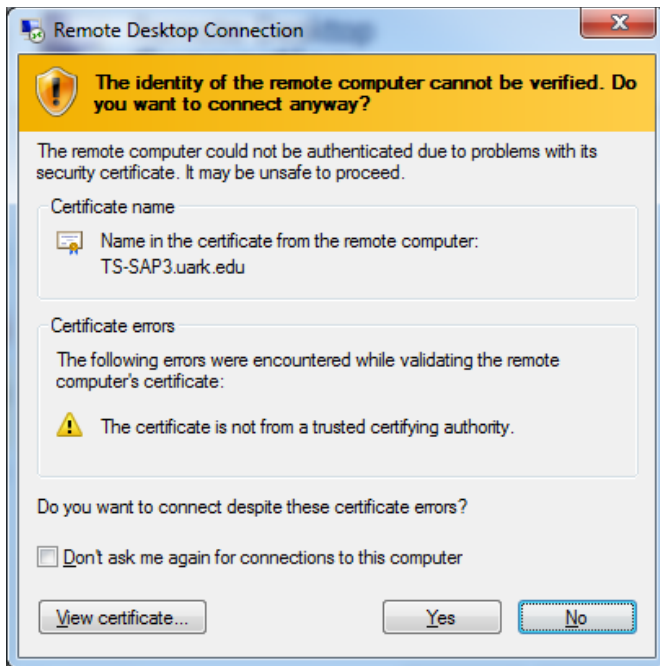 Remote Desktop Connection
The identity of the remote computer cannot be verified. Do
you want to connect anyway?
The remote computer could not be authenticated due to problems with its
security certificate. It may be unsafe to proceed.
Certificate name
Name in the certificate from the remote computer:
TS-SAP3.uark.edu
Certificate errors
The following errors were encountered while validating the remote
computer's certificate:
The certificate is not from a trusted certifying authority.
Do you want to connect despite these certificate errors?
Don't ask me again for connections to this computer
View certificate...
Yes
No